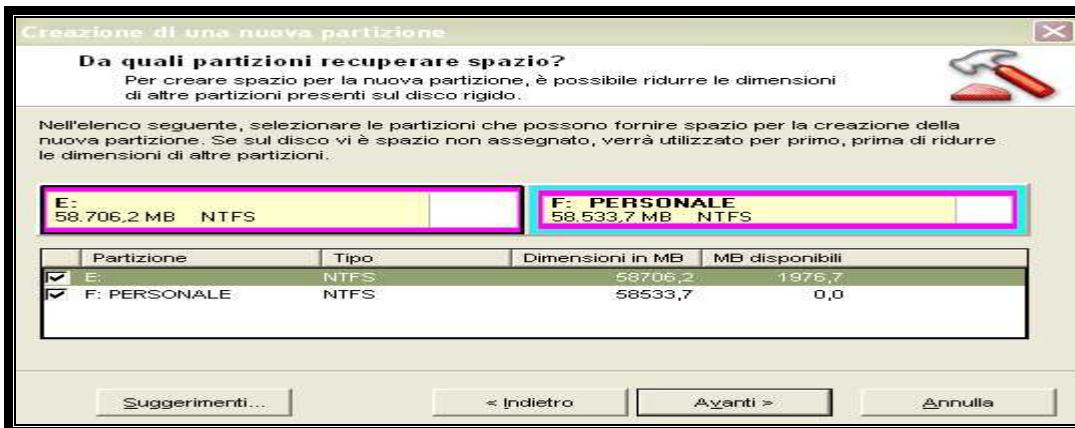 Creazione di una nuova partizione
Da quali partizioni recuperare spazio?
Per creare spazio per la nuova partizione, è possibile ridurre le dimensioni
di altre partizioni presenti sul disco rigido.
Nell'elenco seguente, selezionare le partizioni che possono fornire spazio per la creazione della
nuova partizione. Se sul disco vi è spazio non assegnato, verrà utilizzato per primo, prima di ridurre
le dimensioni di altre partizioni.
E:
58.706,2 MB NTFS
F: PERSONALE
58.533,7 MB NTFS
Partizione Tipo Dimensioni in MB MB disponibili
E: NTFS 58706,2 1976,7
F: PERSONALE NTFS 58533,7 0,0
Suggerimenti... « Indietro Avanti » Annulla